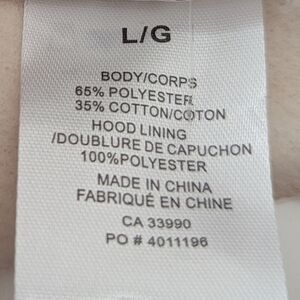 L/G
BODY/CORPS
65% POLYESTER
35% COTTON/COTON
HOOD LINING
/DOUBLURE DE CAPUCHON
100%POLYESTER
MADE IN CHINA
FABRIQUÉ EN CHINE
CA 33990
PO # 4011196